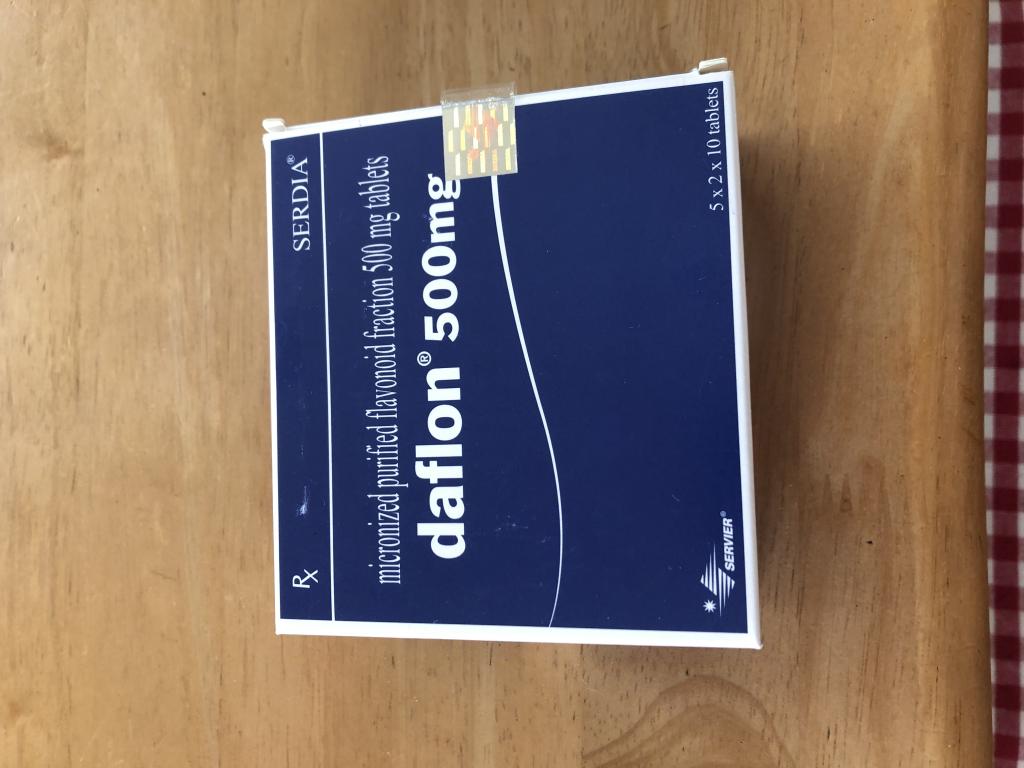 Rx SERDIA®
micronized purified flavonoid fraction 500 mg tablets
daflon® 500mg
SERVIER® 5 x 2 x 10 tablets